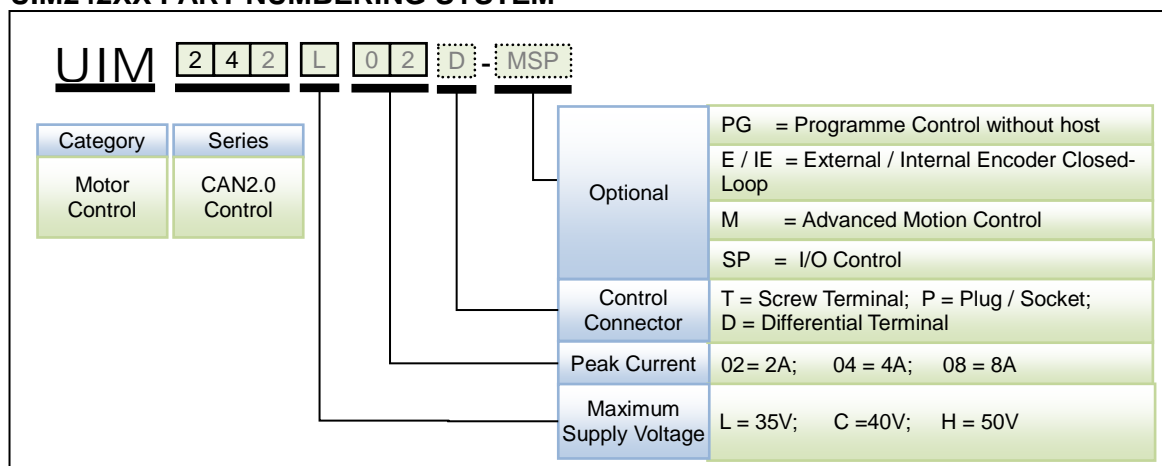 UIM242XX PART NUMBERING SYSTEM
UIM 2 4 2 L 0 2 D - MSP
Category Series
Motor Control
CAN2.0 Control
Optional
PG = Programme Control without host
E / IE = External / Internal Encoder Closed-
Loop
M = Advanced Motion Control
SP = I/O Control
Control
Connector
T = Screw Terminal; P = Plug / Socket;
D = Differential Terminal
Peak Current
02= 2A; 04 = 4A; 08 = 8A
Maximum
Supply Voltage
L = 35V; C =40V; H = 50V